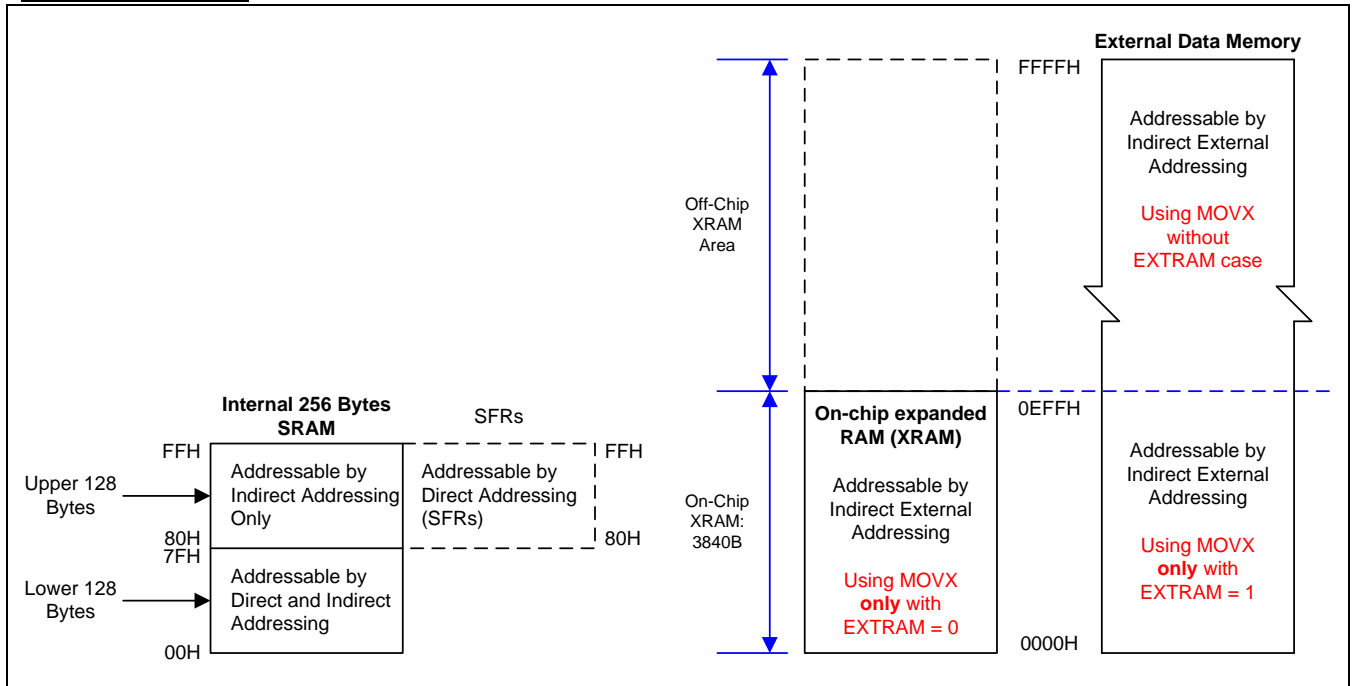 External Data Memory
FFFFH
Addressable by
Indirect External
Addressing
Using MOVX
without
EXTRAM case
Off-Chip
XRAM
Area
Internal 256 Bytes
SRAM
SFRs
FFH
FFH
Upper 128
Bytes
Addressable by
Indirect Addressing
Only
Addressable by
Direct Addressing
(SFRs)
80H
80H
7FH
Lower 128
Bytes
Addressable by
Direct and Indirect
Addressing
00H
On-Chip
XRAM:
3840B
On-chip expanded
RAM (XRAM)
Addressable by
Indirect External
Addressing
Using MOVX
only with
EXTRAM = 0
0EFFH
0000H
Addressable by
Indirect External
Addressing
Using MOVX
only with
EXTRAM = 1